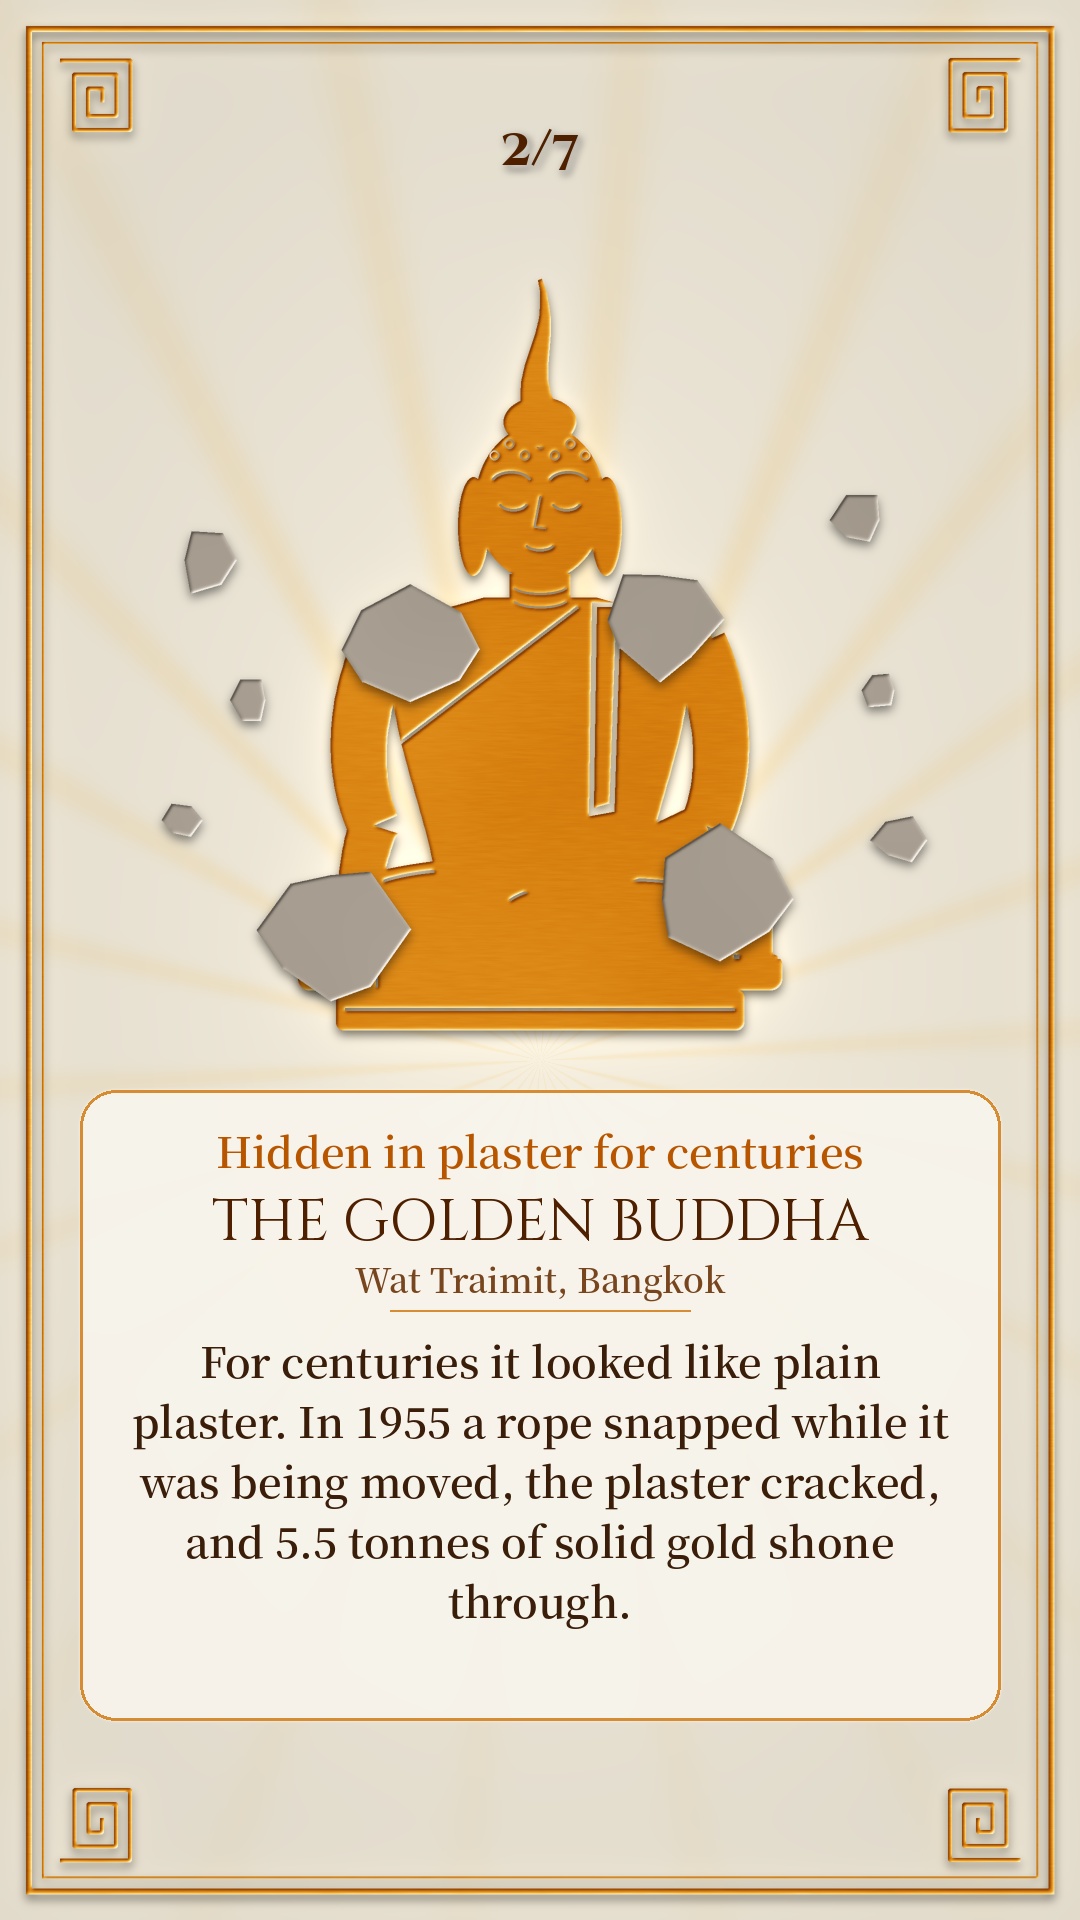 2/7
Hidden in plaster for centuries
THE GOLDEN BUDDHA
Wat Traimit, Bangkok
For centuries it looked like plain
plaster. In 1955 a rope snapped while it
was being moved, the plaster cracked,
and 5.5 tonnes of solid gold shone
through.